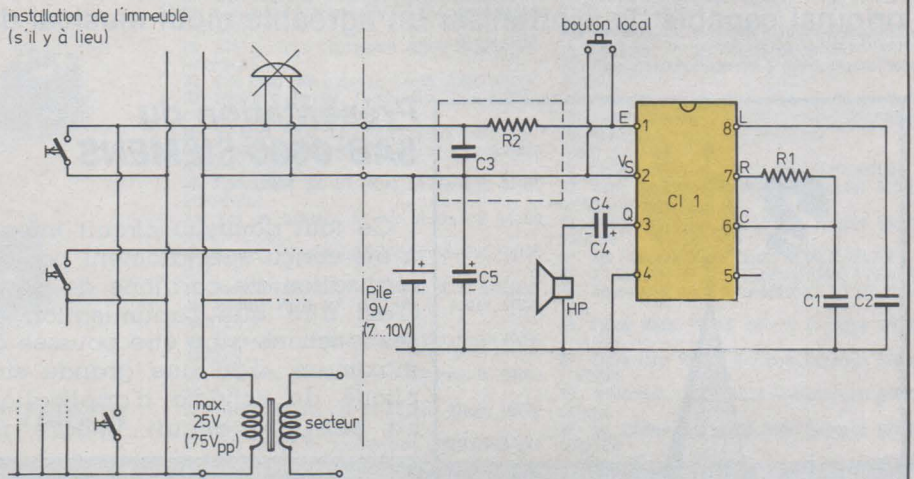 installation de l'immeuble
(s'il y à lieu)
bouton local
R2
C3
E
1
VS
2
Q
3
4
CI 1
8
L
7
R
6
C
5
R1
C4
C4
+
HP
+
Pile
9V
(7...10V)
C5
C1
C2
max.
25V
(75Vpp)
secteur